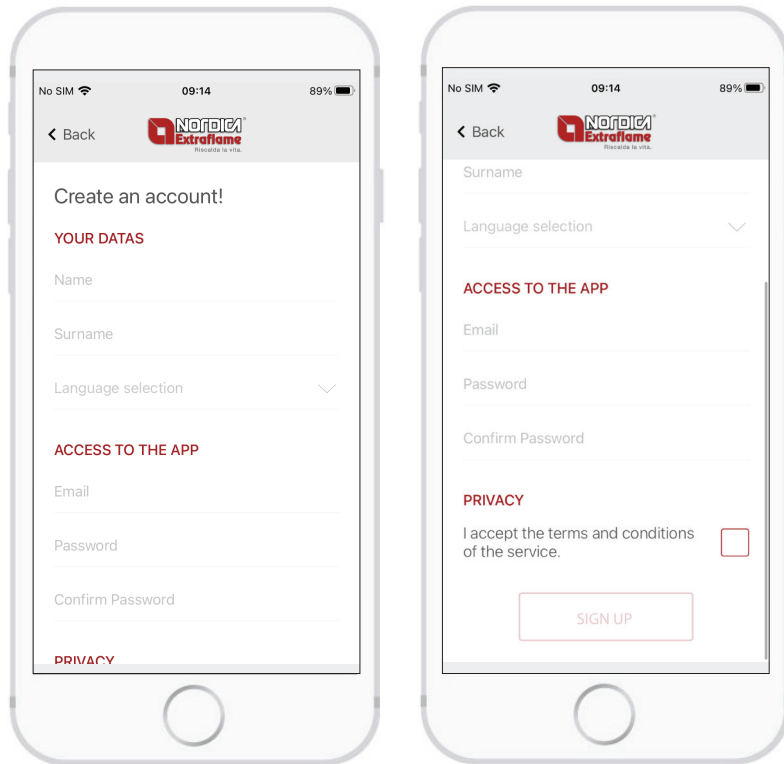 No SIM 09:14 89%
Back
NORDICA
Extraflame
Riscalda la vita.
Create an account!
YOUR DATAS
Name
Surname
Language selection
ACCESS TO THE APP
Email
Password
Confirm Password
PRIVACY
No SIM 09:14 89%
Back
NORDICA
Extraflame
Riscalda la vita.
Surname
Language selection
ACCESS TO THE APP
Email
Password
Confirm Password
PRIVACY
I accept the terms and conditions
of the service.
SIGN UP